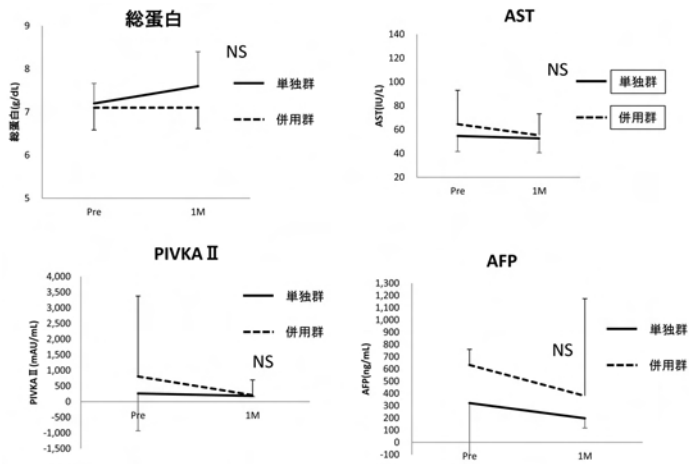 総蛋白
9
8
7
6
5
総蛋白(g/dL)
NS
単独群
併用群
Pre
1M
AST
140
120
100
80
60
40
20
AST(IU/L)
NS
単独群
併用群
Pre
1M
PIVKA Ⅱ
4,000
3,500
3,000
2,500
2,000
1,500
1,000
500
0
-500
-1,000
-1,500
PIVKA Ⅱ (mAU/mL)
単独群
併用群
NS
Pre
1M
AFP
1,300
1,200
1,100
1,000
900
800
700
600
500
400
300
200
100
0
-100
AFP(ng/mL)
NS
単独群
併用群
Pre
1M